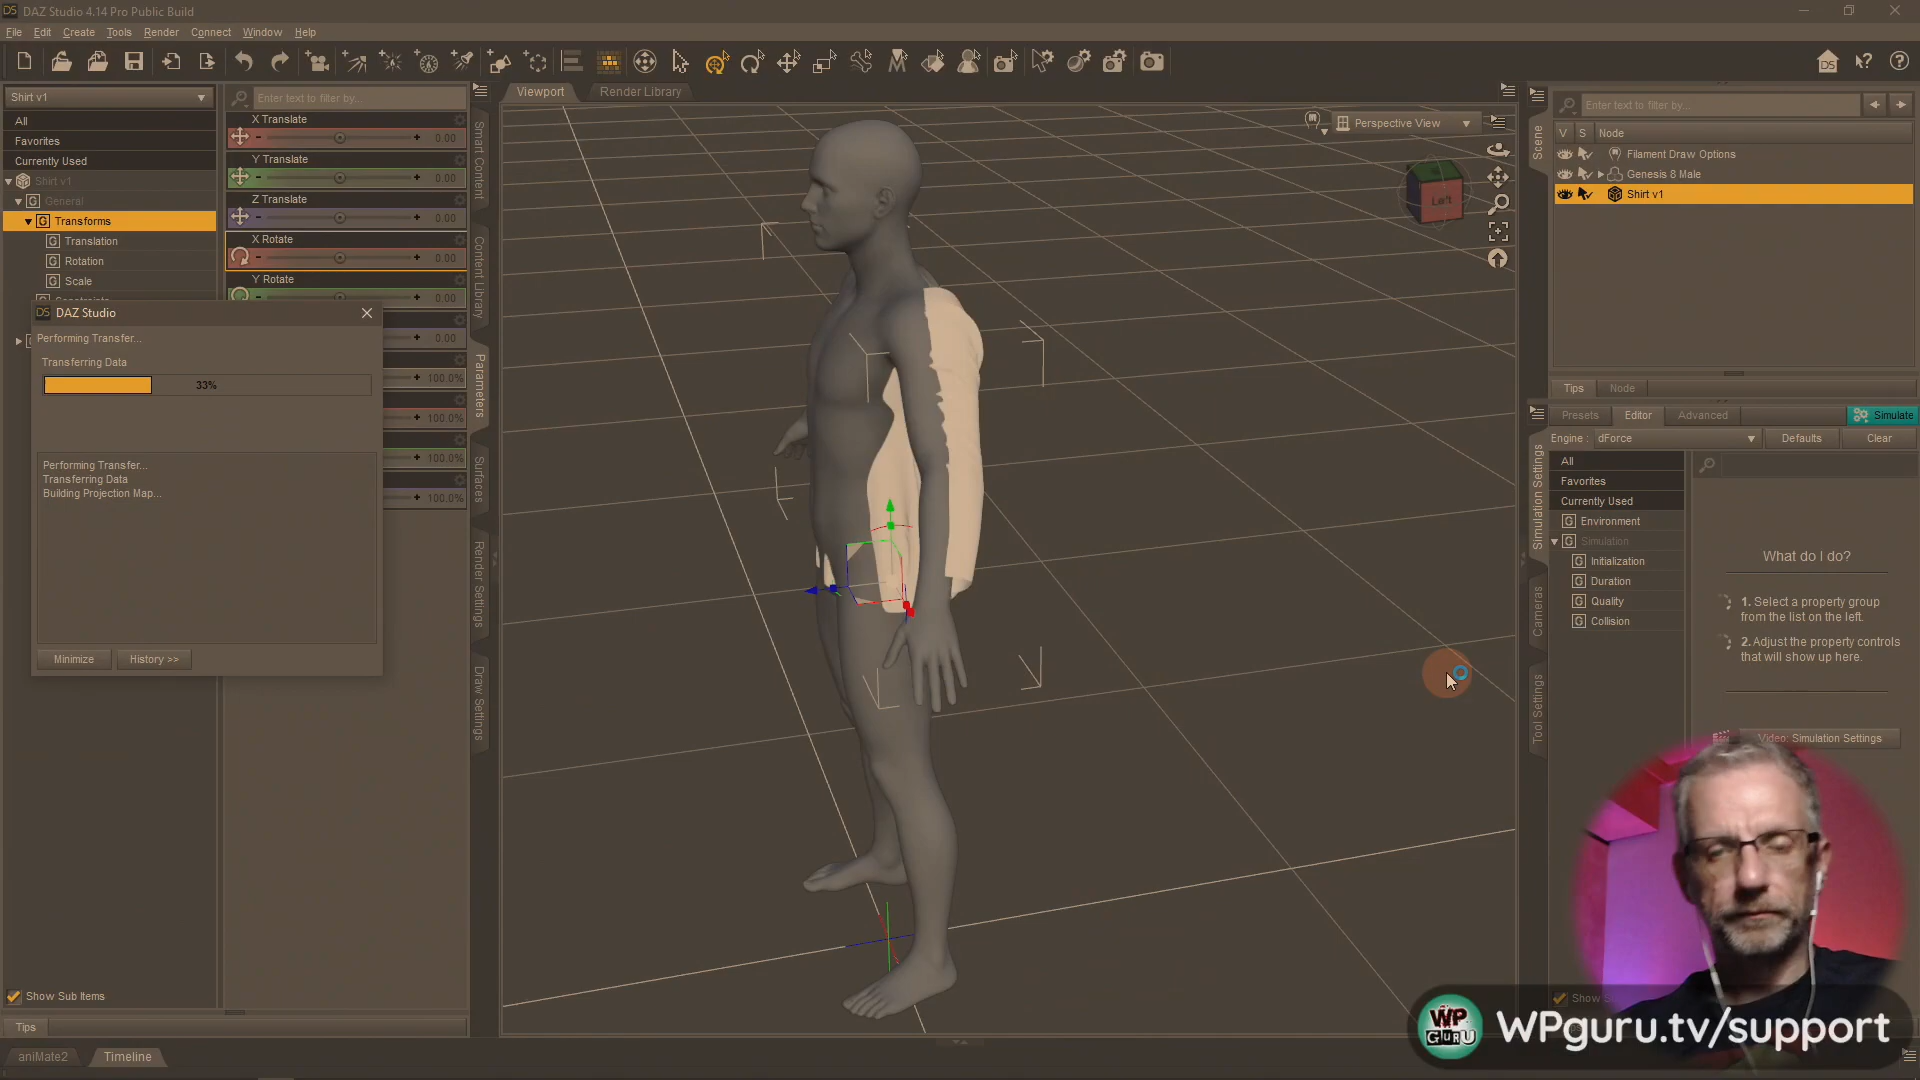 DAZ Studio 4.14 Pro Public Build
File Edit Create Tools Render Connect Window Help
Shirt v1
All
Favorites
Currently Used
Shirt v1
General
Transforms
Translation
Rotation
Scale
Show Sub Items
Tips
aniMate2 Timeline
Enter text to filter by...
X Translate
0.00
Y Translate
0.00
Z Translate
0.00
X Rotate
0.00
Y Rotate
0.00
0.00
100.0%
100.0%
100.0%
100.0%
DAZ Studio
Performing Transfer...
Transferring Data
33%
Performing Transfer...
Transferring Data
Building Projection Map...
Minimize History >>
Smart Content
Content Library
Parameters
Surfaces
Render Settings
Draw Settings
Viewport Render Library
Perspective View
Left
Scene
Enter text to filter by...
V S Node
Filament Draw Options
Genesis 8 Male
Shirt v1
Tips Node
Presets Editor Advanced Simulate
Engine : dForce Defaults Clear
Simulation Settings
Cameras
Tool Settings
All
Favorites
Currently Used
Environment
Simulation
Initialization
Duration
Quality
Collision
What do I do?
1. Select a property group
from the list on the left.
2. Adjust the property controls
that will show up here.
Video: Simulation Settings
WP
GURU
WPguru.tv/support